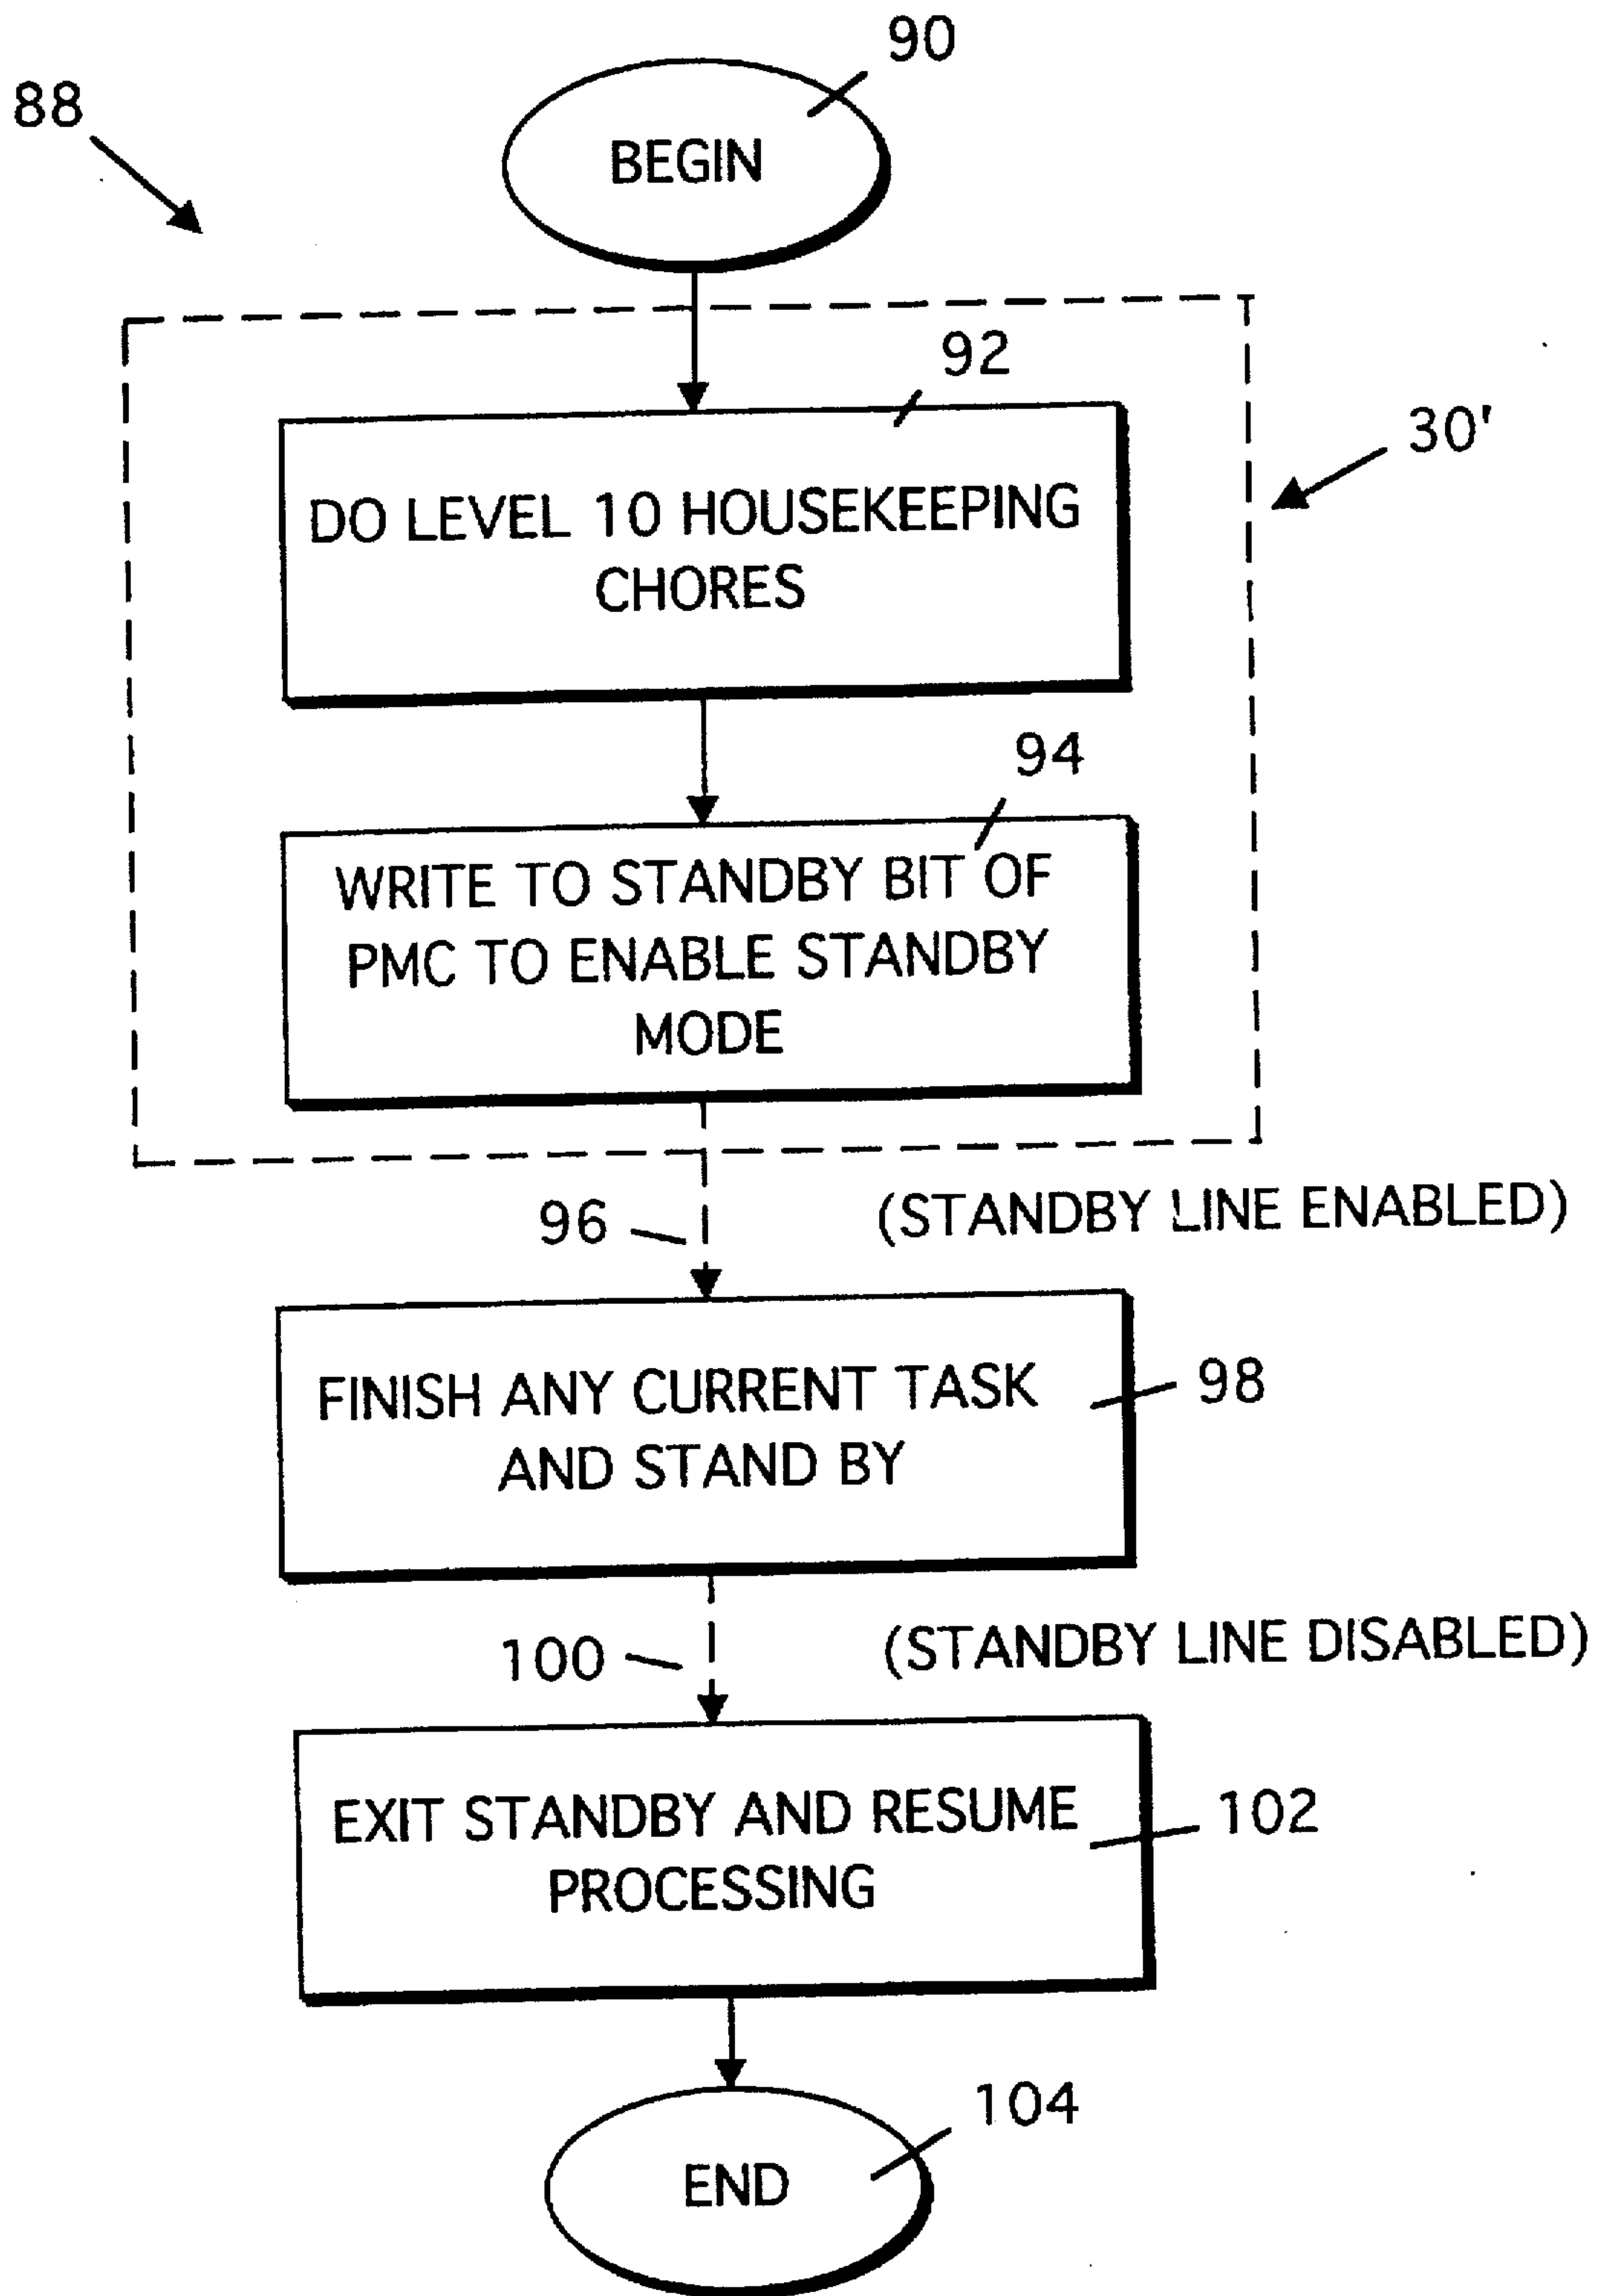 90
88
BEGIN
92
30'
DO LEVEL 10 HOUSEKEEPING
CHORES
94
WRITE TO STANDBY BIT OF
PMC TO ENABLE STANDBY
MODE
96
(STANDBY LINE ENABLED)
FINISH ANY CURRENT TASK
AND STAND BY
98
100
(STANDBY LINE DISABLED)
EXIT STANDBY AND RESUME
PROCESSING
102
104
END